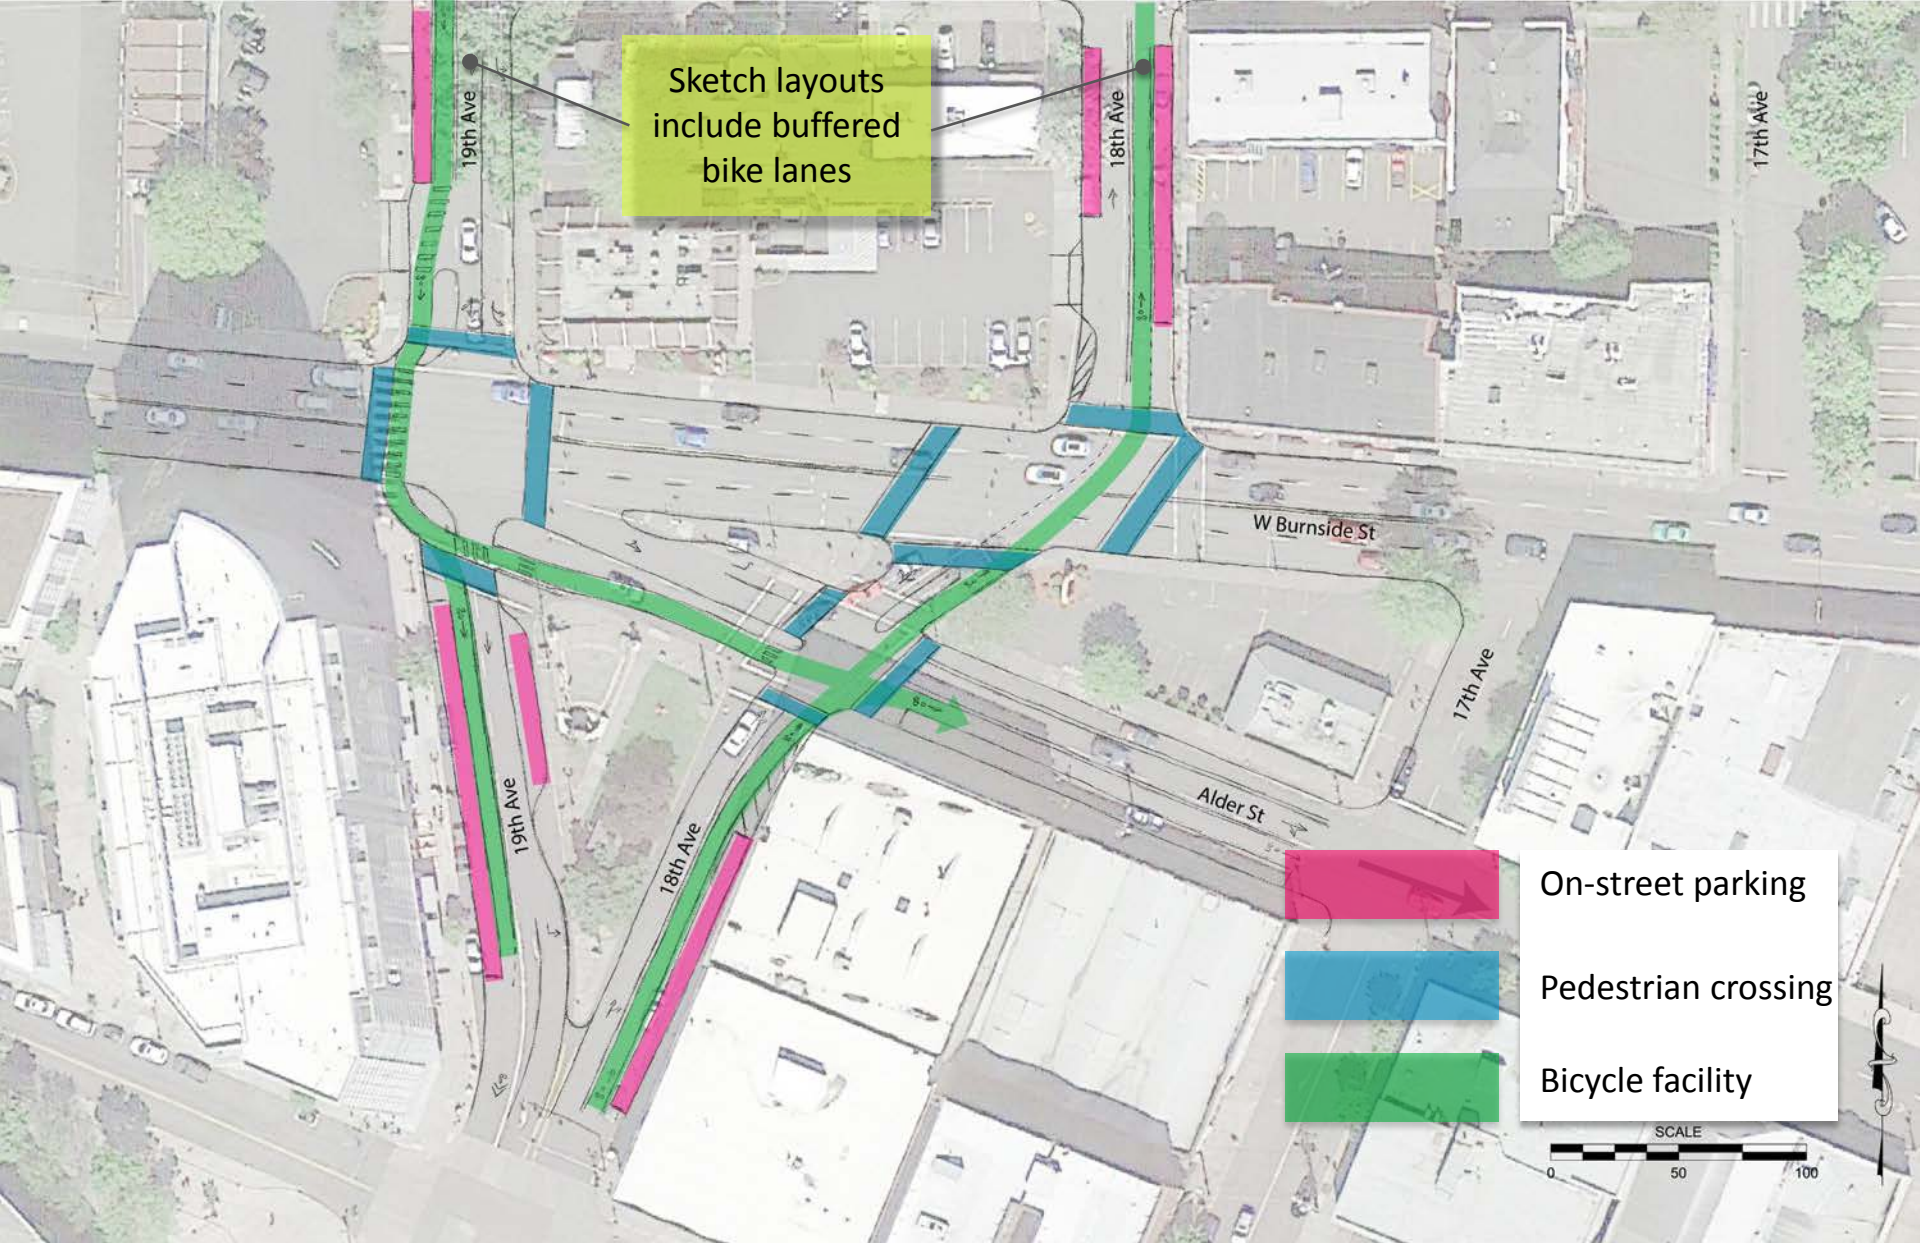 Sketch layouts
include buffered
bike lanes
19th Ave
18th Ave
17th Ave
W Burnside St
17th Ave
Alder St
19th Ave
18th Ave
On-street parking
Pedestrian crossing
Bicycle facility
SCALE
0 50 100